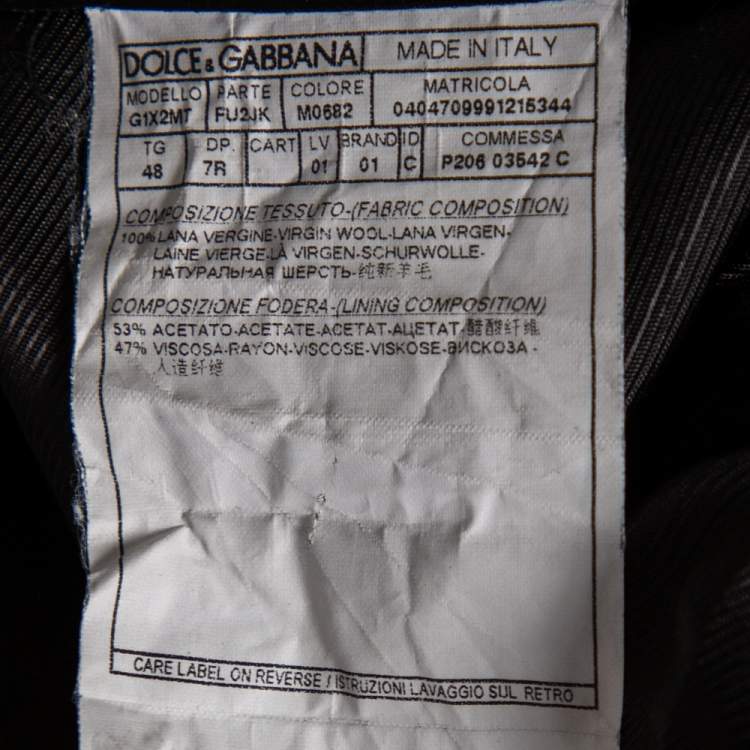 DOLCE & GABBANA MADE IN ITALY
MODELLO PARTE COLORE MATRICOLA
G1X2MT FU2JK M0682 0404709991215344
TG DP. CART LV BRAND ID COMMESSA
48 7R 01 01 C P206 03542 C
COMPOSIZIONE TESSUTO-(FABRIC COMPOSITION)
100% LANA VERGINE-VIRGIN WOOL-LANA VIRGEN-
LAINE VIERGE-LÀ VIRGEN-SCHURWOLLE-
НАТУРАЛЬНАЯ ШЕРСТЬ-纯新羊毛
COMPOSIZIONE FODERA-(LINING COMPOSITION)
53% ACETATO-ACETATE-ACETAT-АЦЕТАТ-醋酸纤维
47% VISCOSA-RAYON-VISCOSE-VISKOSE-ВИСКОЗА-
人造纤维
CARE LABEL ON REVERSE / ISTRUZIONI LAVAGGIO SUL RETRO